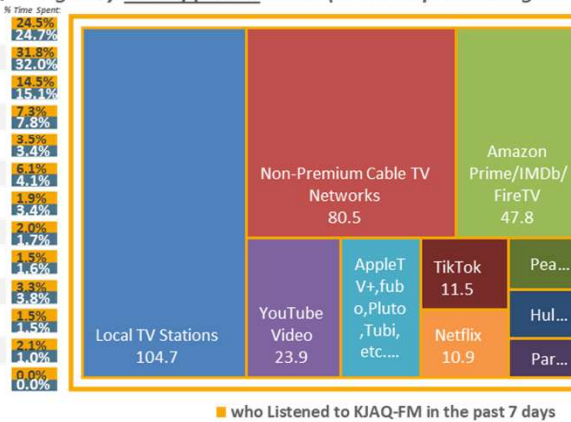 % Time Spent:
24.5%
24.7%
31.8%
32.0%
14.5%
15.1%
7.3%
7.8%
3.5%
3.4%
6.1%
4.1%
1.9%
3.4%
2.0%
1.7%
1.5%
1.6%
3.3%
3.8%
1.5%
1.5%
2.1%
1.0%
0.0%
0.0%
Local TV Stations
104.7
Non-Premium Cable TV
Networks
80.5
Amazon
Prime/IMDb/
FireTV
47.8
YouTube
Video
23.9
AppleT
V+,fub
o,Pluto
,Tubi,
etc....
TikTok
11.5
Netflix
10.9
Pea...
Hul...
Par...
who Listened to KJAQ-FM in the past 7 days